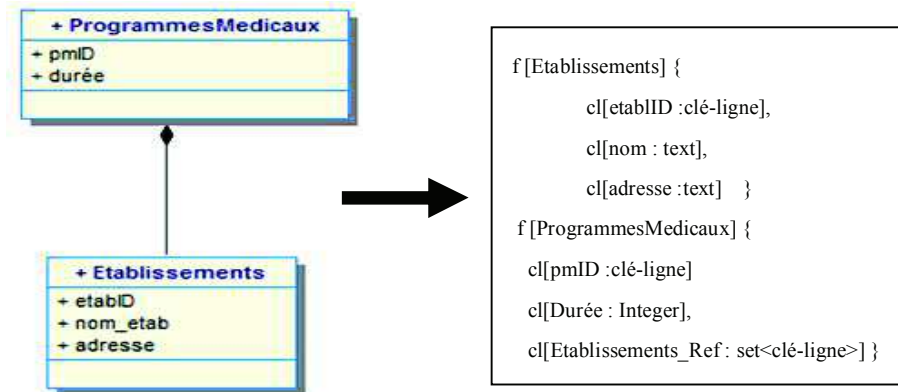 + ProgrammesMedicaux
+ pmID
+ durée
+ Etablissements
+ etabID
+ nom_etab
+ adresse
f [Etablissements] {
cl[etablID :clé-ligne],
cl[nom : text],
cl[adresse :text] }
f [ProgrammesMedicaux] {
cl[pmID :clé-ligne]
cl[Durée : Integer],
cl[Etablissements_Ref : set<clé-ligne>] }